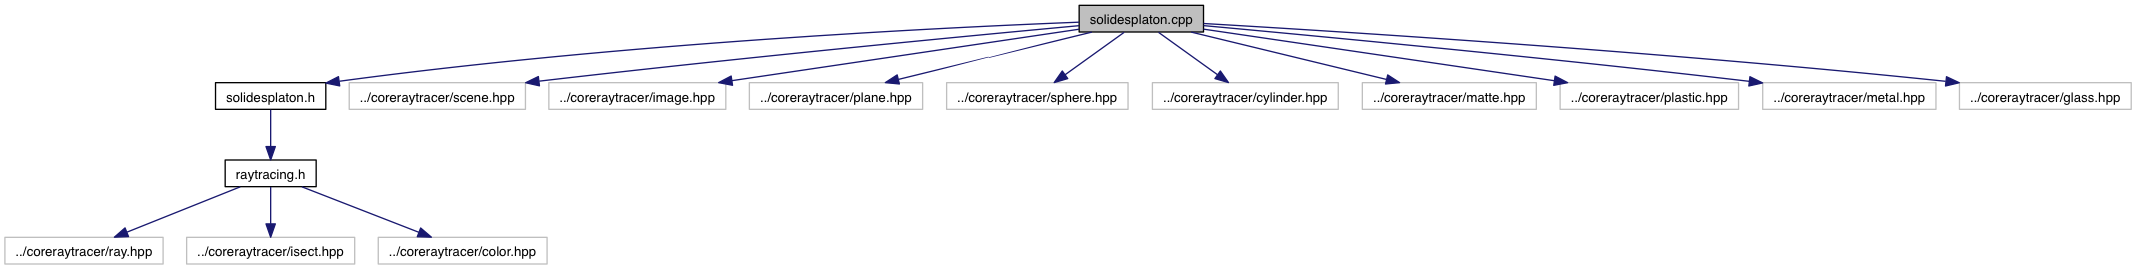 solidesplaton.cpp
solidesplaton.h
../coreraytracer/scene.hpp
../coreraytracer/image.hpp
../coreraytracer/plane.hpp
../coreraytracer/sphere.hpp
../coreraytracer/cylinder.hpp
../coreraytracer/matte.hpp
../coreraytracer/plastic.hpp
../coreraytracer/metal.hpp
../coreraytracer/glass.hpp
raytracing.h
../coreraytracer/ray.hpp
../coreraytracer/isect.hpp
../coreraytracer/color.hpp